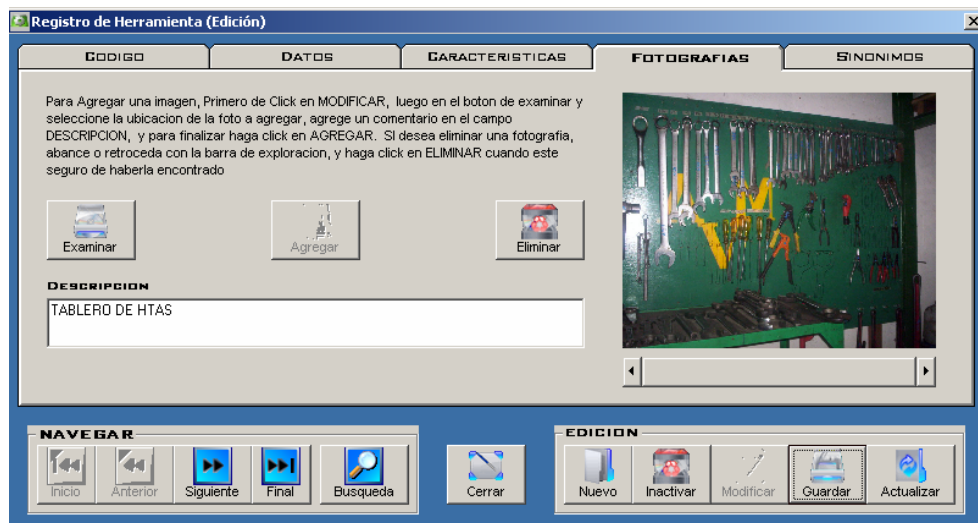 Registro de Herramienta (Edición)
CODIGO DATOS CARACTERISTICAS FOTOGRAFIAS SINONIMOS
Para Agregar una imagen, Primero de Click en MODIFICAR, luego en el boton de examinar y
seleccione la ubicacion de la foto a agregar, agrege un comentario en el campo
DESCRIPCION, y para finalizar haga click en AGREGAR. SI desea eliminar una fotografia,
abance o retroceda con la barra de exploracion, y haga click en ELIMINAR cuando este
seguro de haberla encontrado
Examinar Agregar Eliminar
DESCRIPCION
TABLERO DE HTAS
NAVEGAR
Inicio Anterior Siguiente Final Busqueda
Cerrar
EDICION
Nuevo Inactivar Modificar Guardar Actualizar